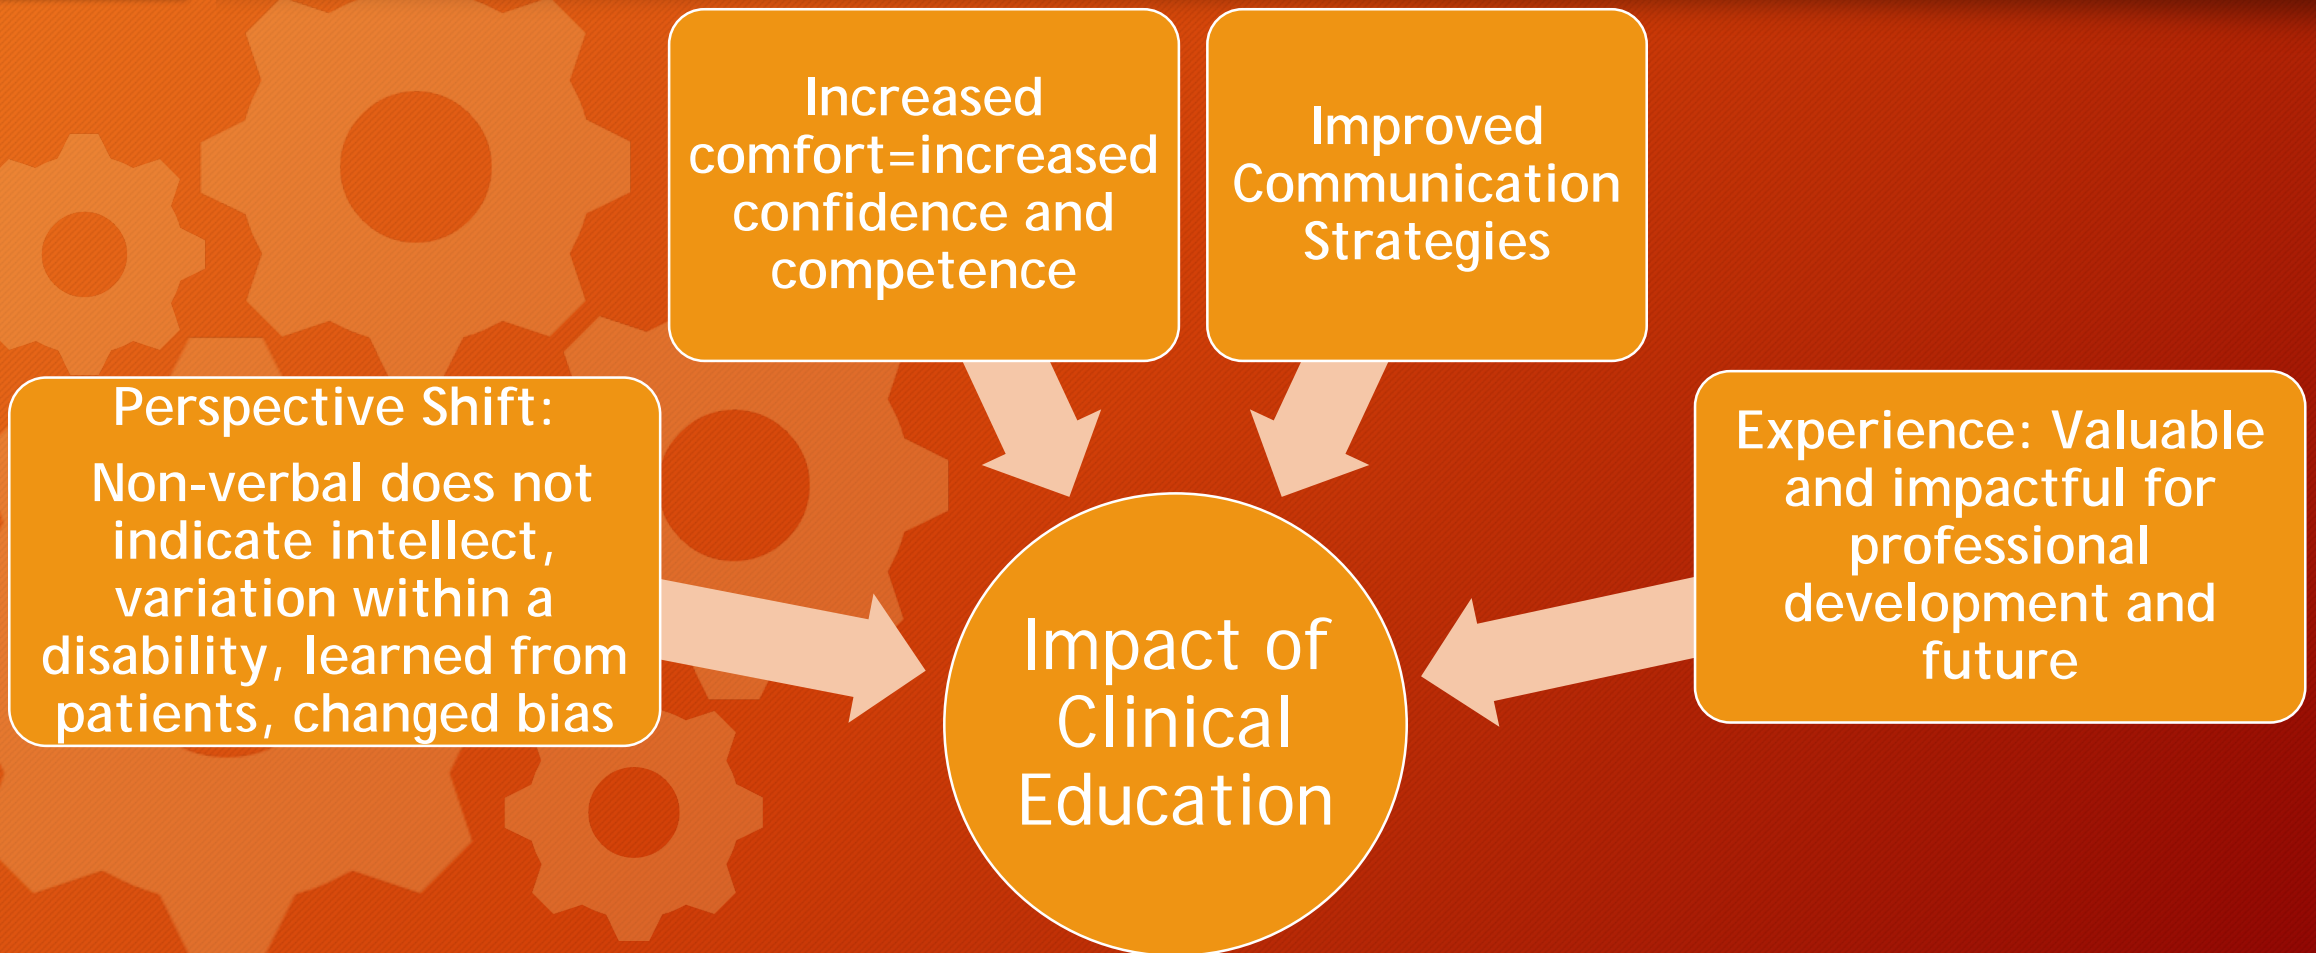 Increased
comfort=increased
confidence and
competence
Improved
Communication
Strategies
Perspective Shift:
Non-verbal does not
indicate intellect,
variation within a
disability, learned from
patients, changed bias
Experience: Valuable
and impactful for
professional
development and
future
Impact of
Clinical
Education